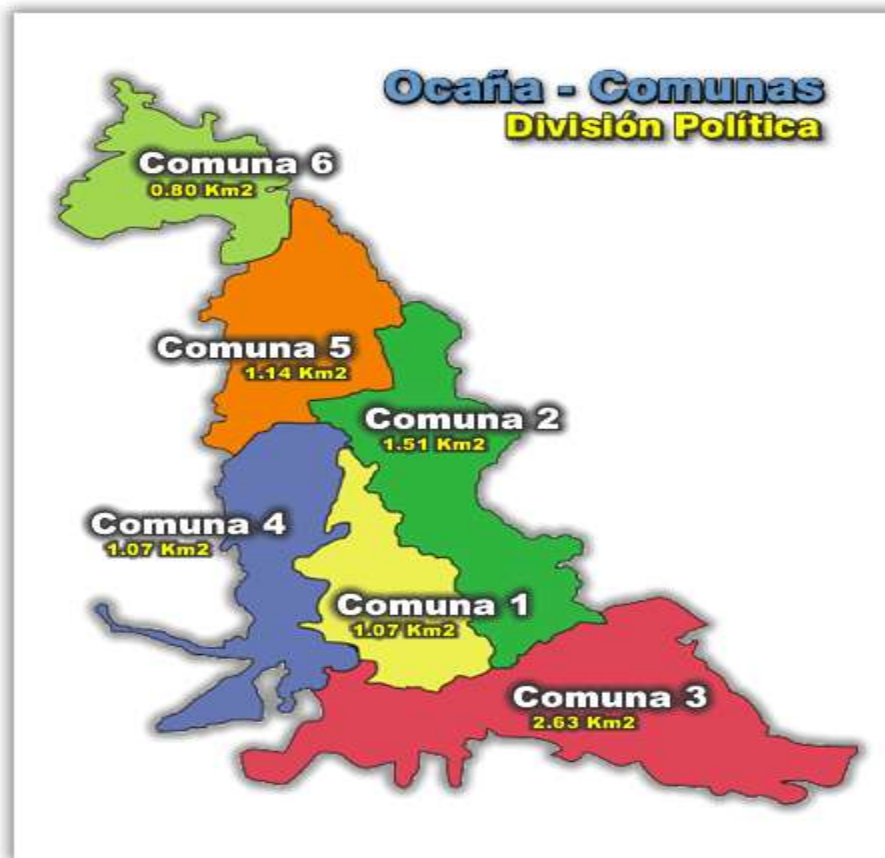 Ocaña - Comunas
División Política
Comuna 6
0.80 Km2
Comuna 5
1.14 Km2
Comuna 2
1.51 Km2
Comuna 4
1.07 Km2
Comuna 1
1.07 Km2
Comuna 3
2.63 Km2